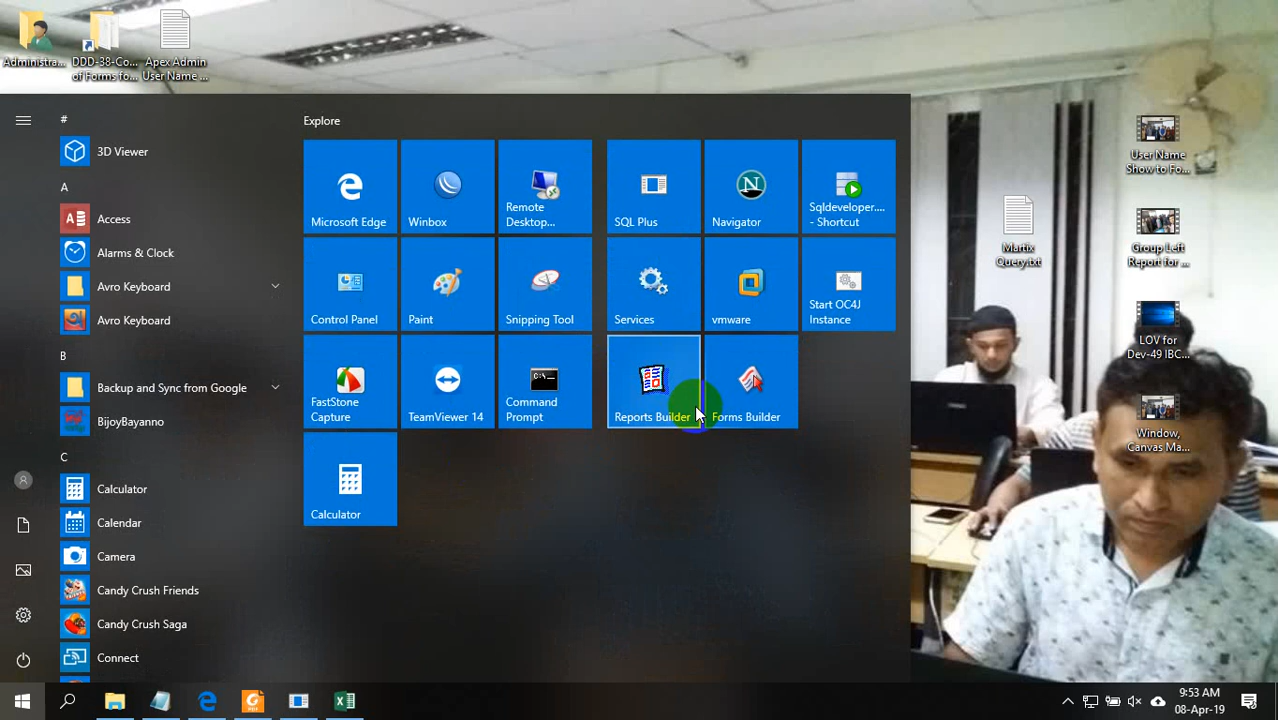 Administra...
DDD-38-Co...
of Forms fo...
Apex Admin
User Name ...
#
3D Viewer
A
Access
Alarms & Clock
Avro Keyboard
Avro Keyboard
B
Backup and Sync from Google
BijoyBayanno
C
Calculator
Calendar
Camera
Candy Crush Friends
Candy Crush Saga
Connect
Explore
Microsoft Edge
Winbox
Remote
Desktop...
SQL Plus
Navigator
Sqldeveloper....
- Shortcut
Control Panel
Paint
Snipping Tool
Services
vmware
Start OC4J
Instance
FastStone
Capture
TeamViewer 14
Command
Prompt
Reports Builder
Forms Builder
Calculator
Martix
Query.txt
User Name
Show to Fo...
Group Left
Report for ...
LOV for
Dev-49 IBC...
Window,
Canvas Ma...
9:53 AM
08-Apr-19